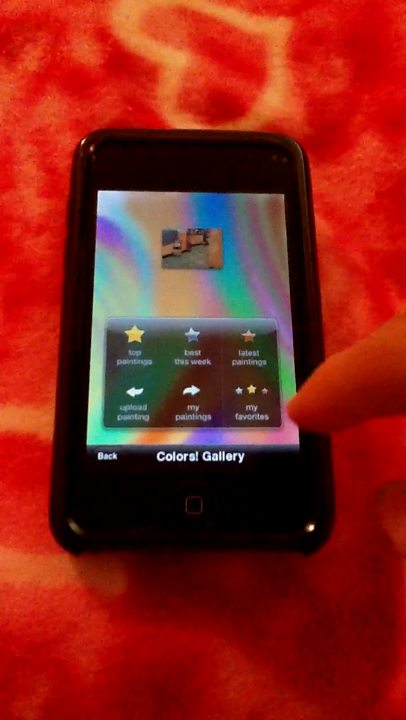 top
paintings
best
this week
latest
paintings
upload
painting
my
paintings
my
favorites
Back
Colors! Gallery